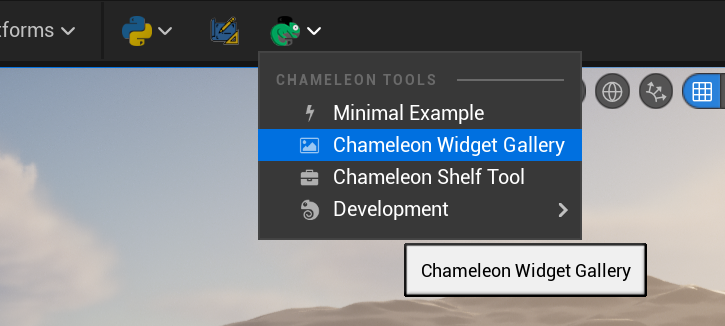 tforms
CHAMELEON TOOLS
Minimal Example
Chameleon Widget Gallery
Chameleon Shelf Tool
Development
Chameleon Widget Gallery